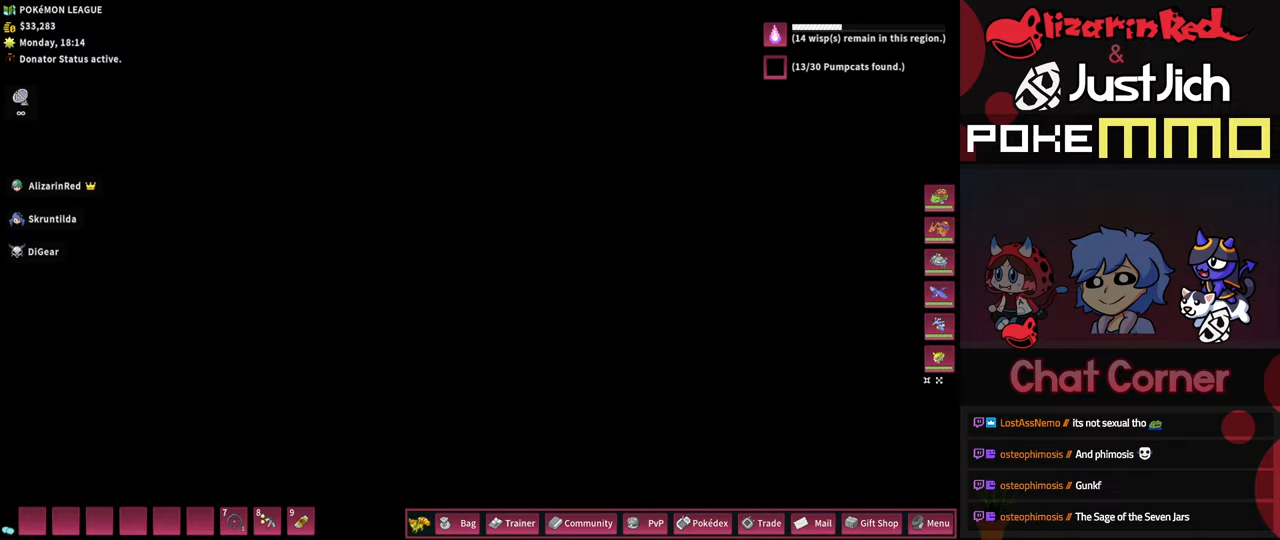 POKéMON LEAGUE
$33,283
Monday, 18:14
Donator Status active.
∞
AlizarinRed
Skruntilda
DiGear
(14 wisp(s) remain in this region.)
(13/30 Pumpcats found.)
7
1
8
9
Bag
Trainer
Community
PvP
Pokédex
Trade
Mail
Gift Shop
Menu
AlizarinRed
&
JustJich
POKEMMO
Chat Corner
LostAssNemo // its not sexual tho
osteophimosis // And phimosis
osteophimosis // Gunkf
osteophimosis // The Sage of the Seven Jars